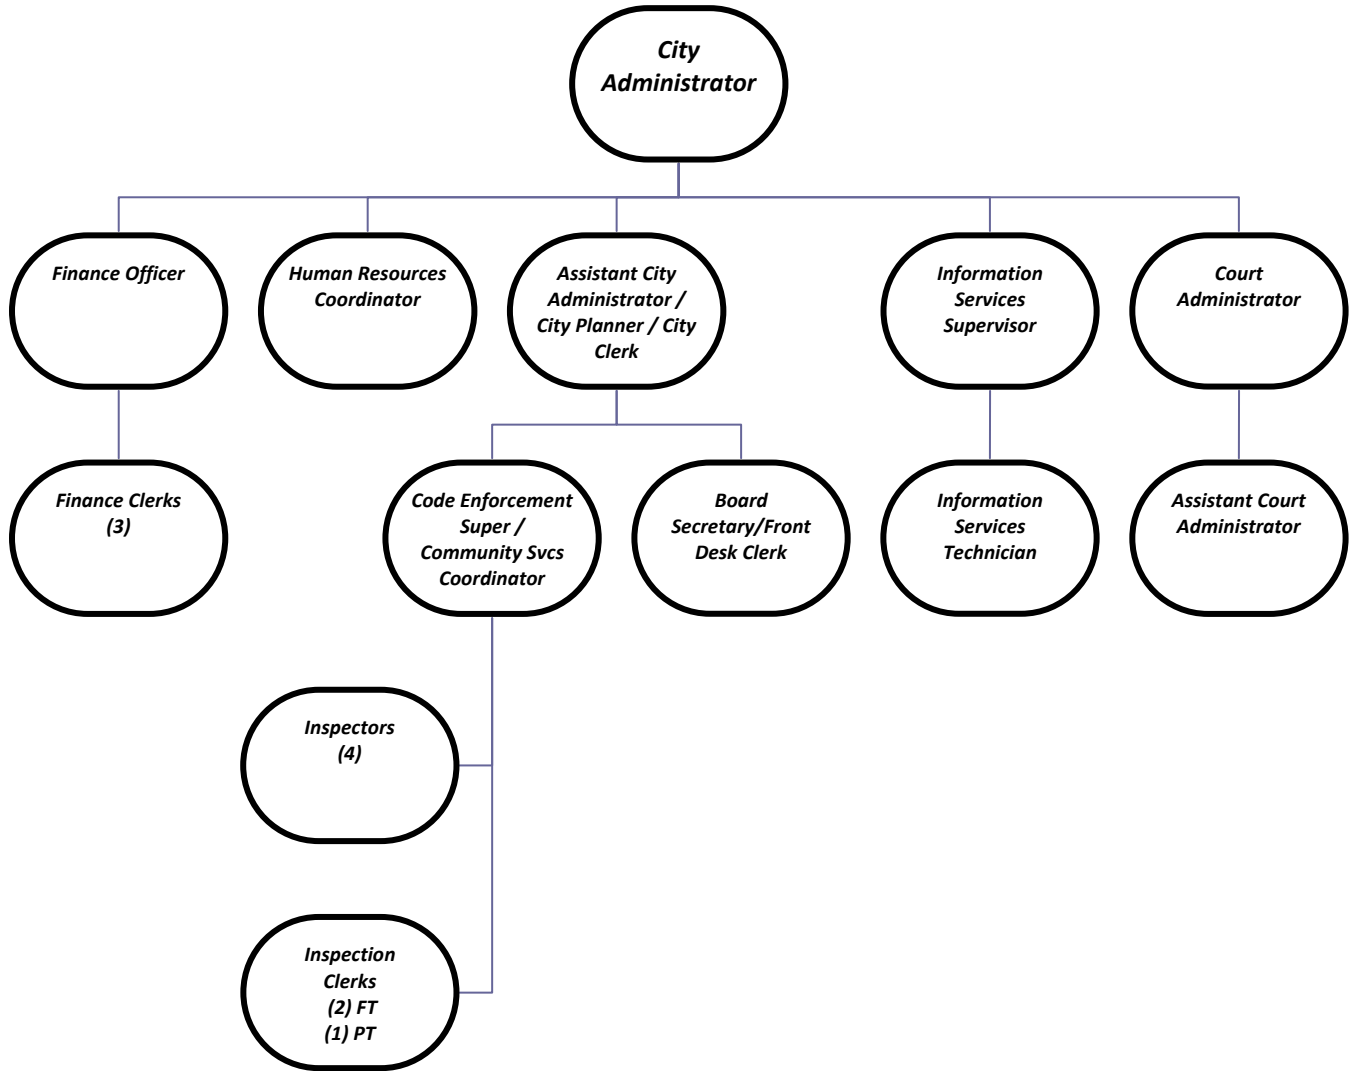 City
Administrator
Finance Officer
Human Resources
Coordinator
Assistant City
Administrator /
City Planner / City
Clerk
Information
Services
Supervisor
Court
Administrator
Finance Clerks
(3)
Code Enforcement
Super /
Community Svcs
Coordinator
Board
Secretary/Front
Desk Clerk
Information
Services
Technician
Assistant Court
Administrator
Inspectors
(4)
Inspection
Clerks
(2) FT
(1) PT